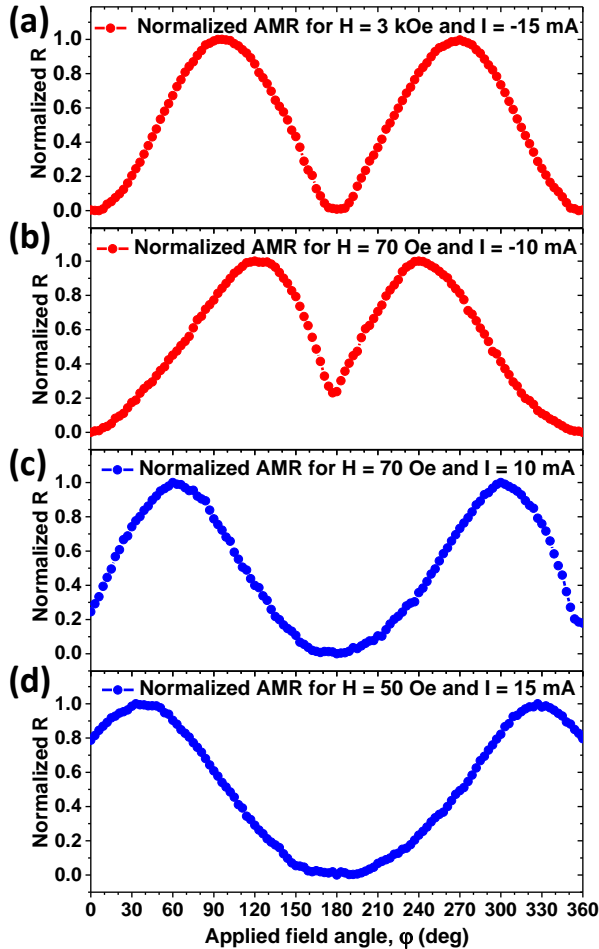 (a)
Normalized AMR for H = 3 kOe and I = -15 mA
Normalized R
1.0
0.8
0.6
0.4
0.2
0.0
(b)
Normalized AMR for H = 70 Oe and I = -10 mA
Normalized R
1.0
0.8
0.6
0.4
0.2
0.0
(c)
Normalized AMR for H = 70 Oe and I = 10 mA
Normalized R
1.0
0.8
0.6
0.4
0.2
0.0
(d)
Normalized AMR for H = 50 Oe and I = 15 mA
Normalized R
1.0
0.8
0.6
0.4
0.2
0.0
0 30 60 90 120 150 180 210 240 270 300 330 360
Applied field angle, φ (deg)